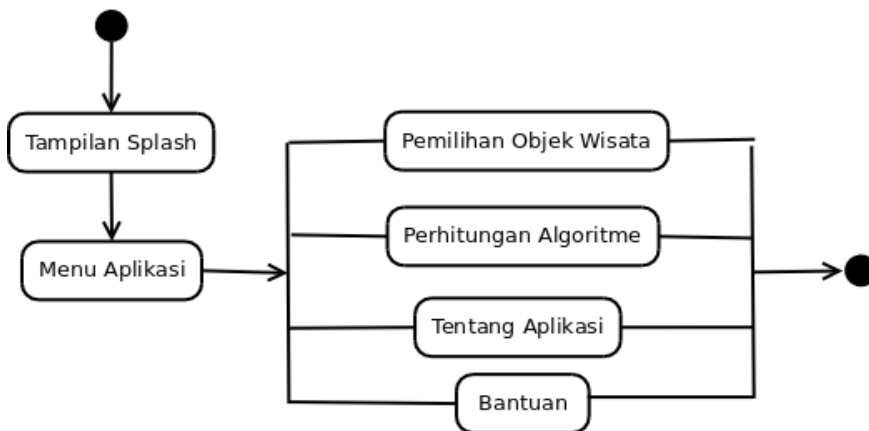 Tampilan Splash
Menu Aplikasi
Pemilihan Objek Wisata
Perhitungan Algoritme
Tentang Aplikasi
Bantuan